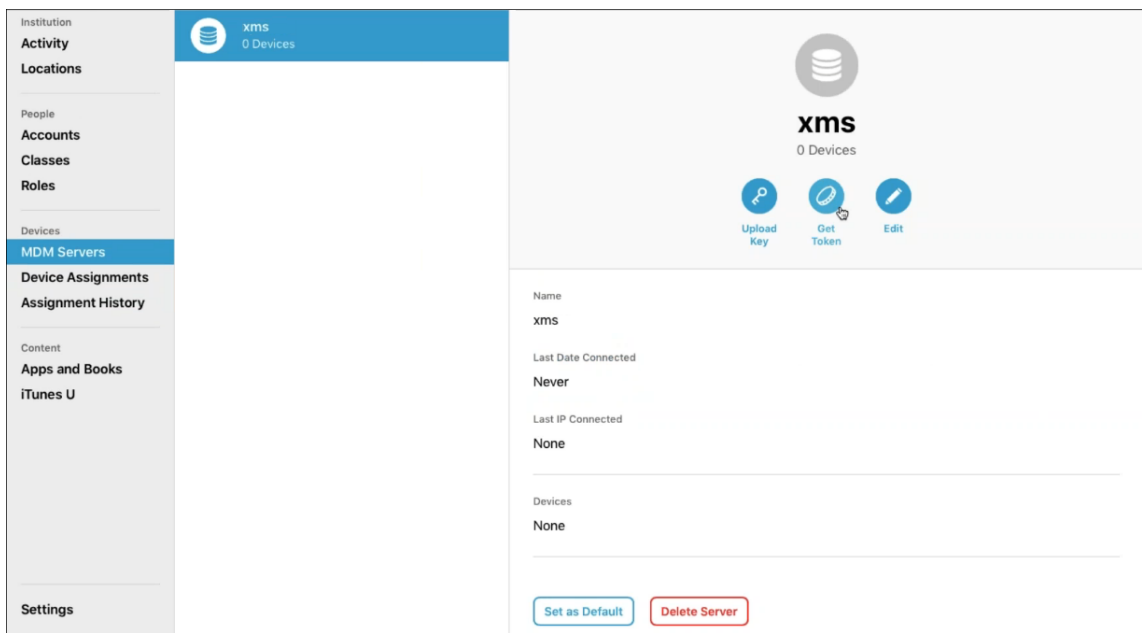 Institution
Activity
Locations
People
Accounts
Classes
Roles
Devices
MDM Servers
Device Assignments
Assignment History
Content
Apps and Books
iTunes U
Settings
xms
0 Devices
xms
0 Devices
Upload
Key
Get
Token
Edit
Name
xms
Last Date Connected
Never
Last IP Connected
None
Devices
None
Set as Default
Delete Server